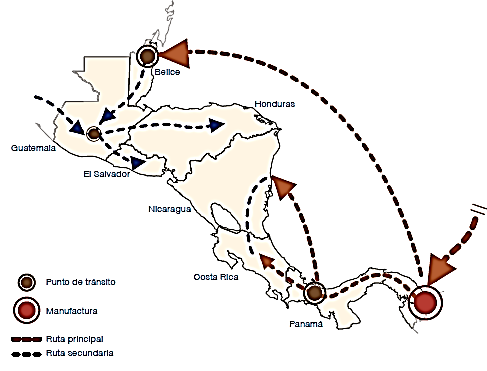 Belice
Honduras
Guatemala
El Salvador
Nicaragua
Costa Rica
Panamá
Punto de tránsito
Manufactura
Ruta principal
Ruta secundaria